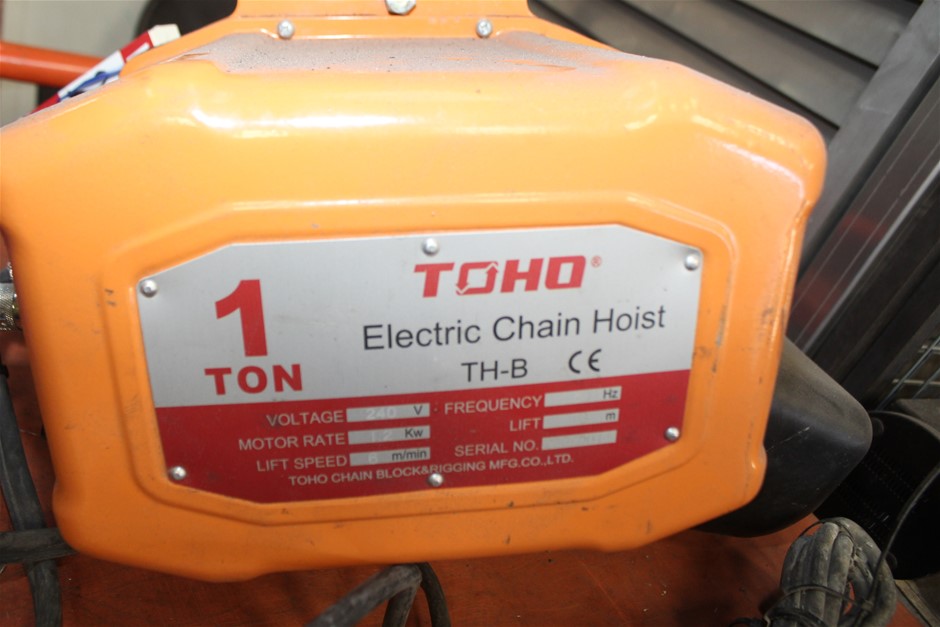 1
TON
TOHO®
Electric Chain Hoist
TH-B CE
VOLTAGE 240 V
MOTOR RATE Kw
LIFT SPEED 6 m/min
FREQUENCY Hz
LIFT m
SERIAL NO.
TOHO CHAIN BLOCK&RIGGING MFG.CO.,LTD.